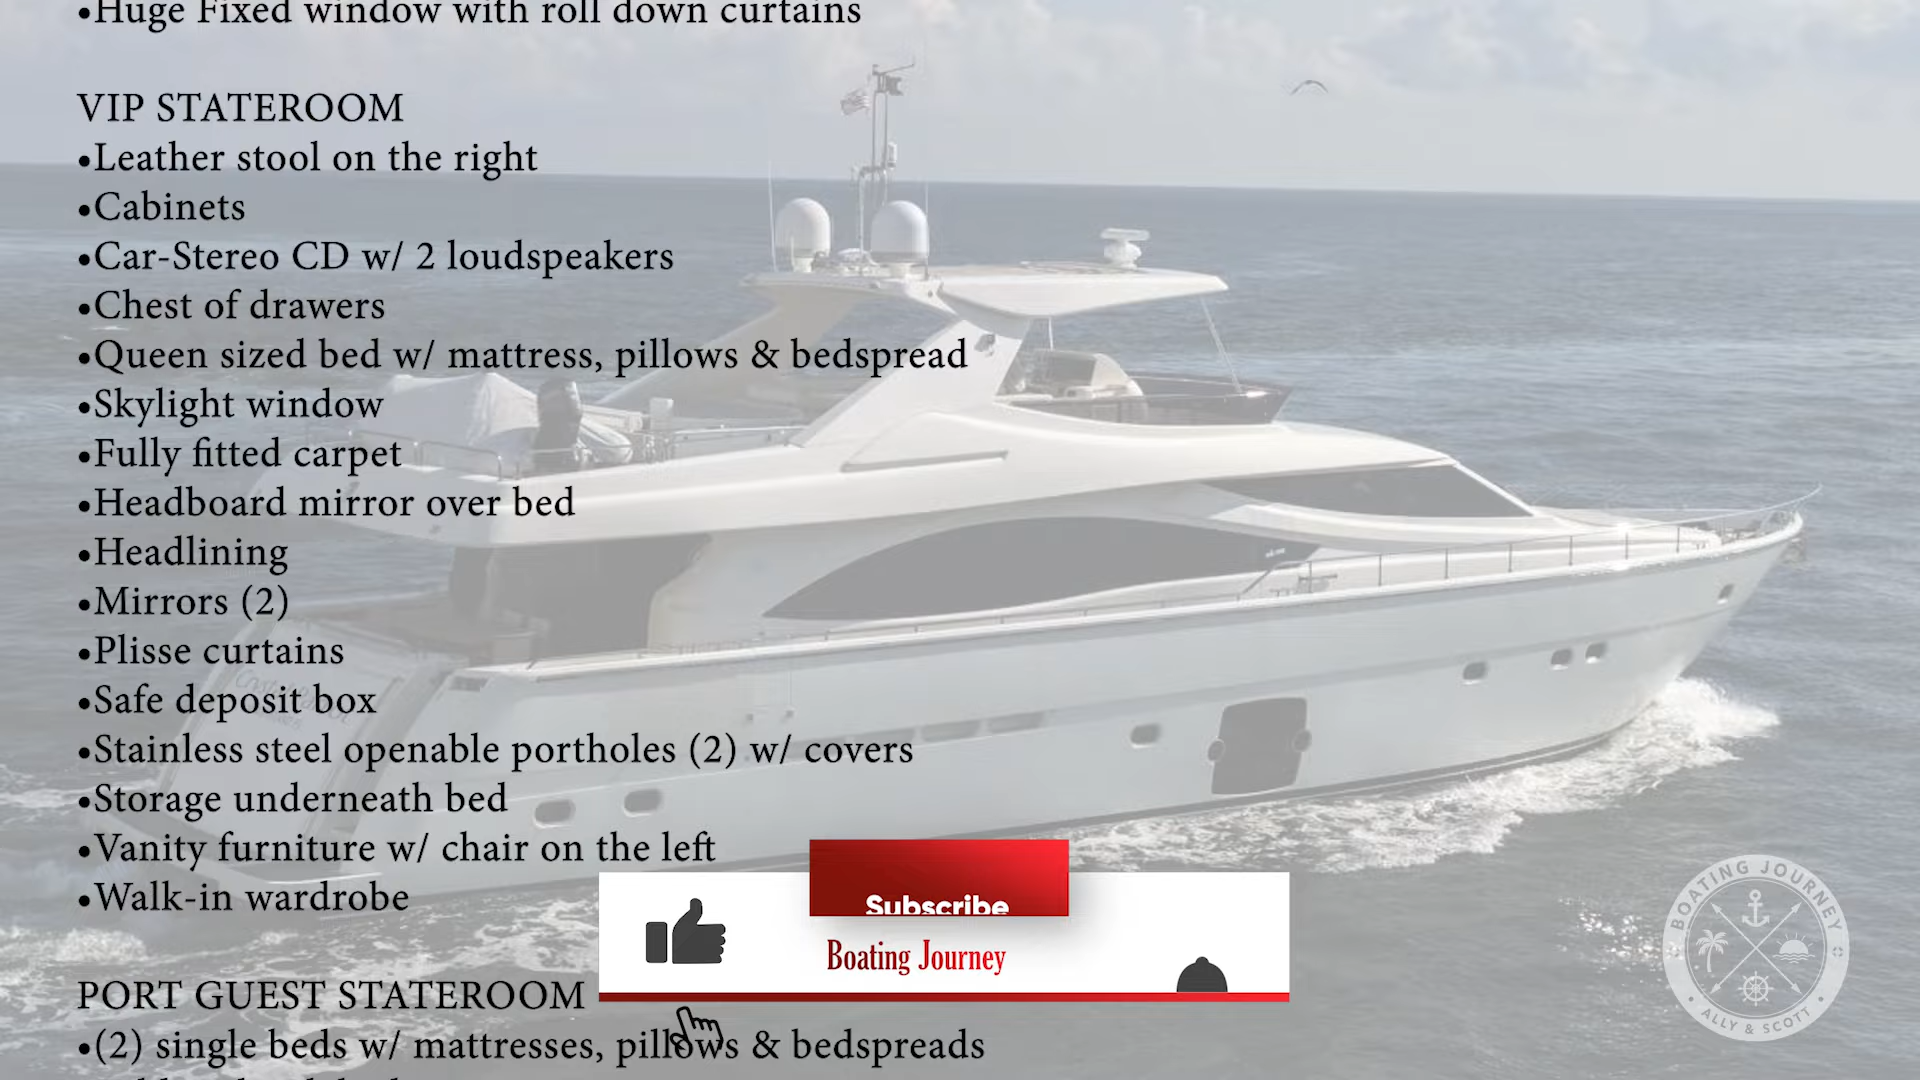 •Huge Fixed window with roll down curtains
VIP STATEROOM
•Leather stool on the right
•Cabinets
•Car-Stereo CD w/ 2 loudspeakers
•Chest of drawers
•Queen sized bed w/ mattress, pillows & bedspread
•Skylight window
•Fully fitted carpet
•Headboard mirror over bed
•Headlining
•Mirrors (2)
•Plisse curtains
•Safe deposit box
•Stainless steel openable portholes (2) w/ covers
•Storage underneath bed
•Vanity furniture w/ chair on the left
•Walk-in wardrobe
PORT GUEST STATEROOM
•(2) single beds w/ mattresses, pillows & bedspreads
Subscribe
Boating Journey
BOATING JOURNEY
• ALLY & SCOTT •